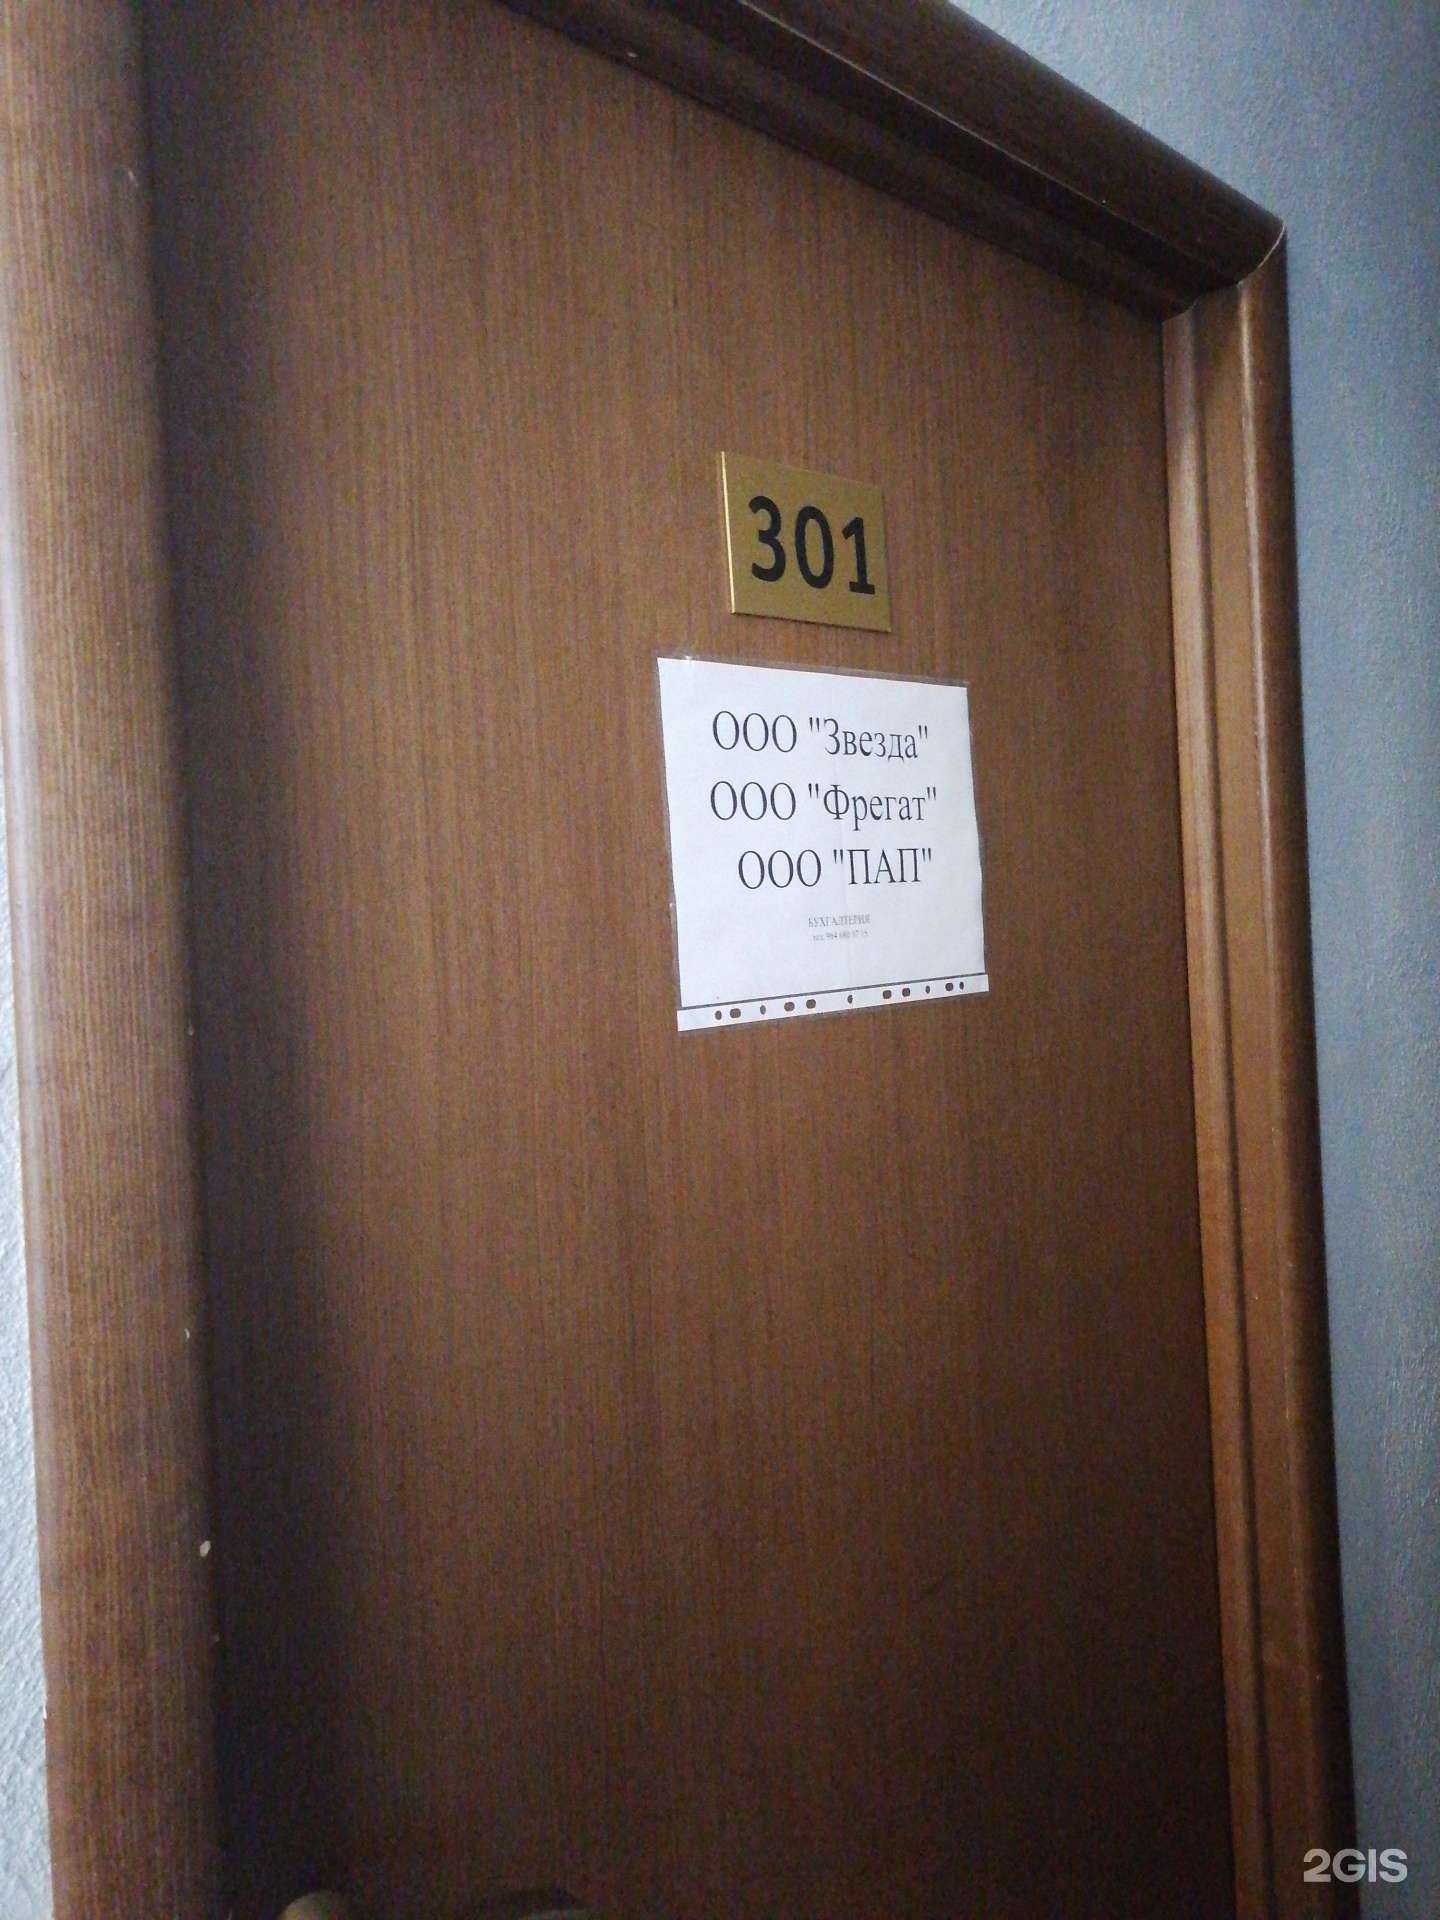 301
ООО "Звезда"
ООО "Фрегат"
ООО "ПАП"
БУХГАЛТЕРИЯ
2GIS